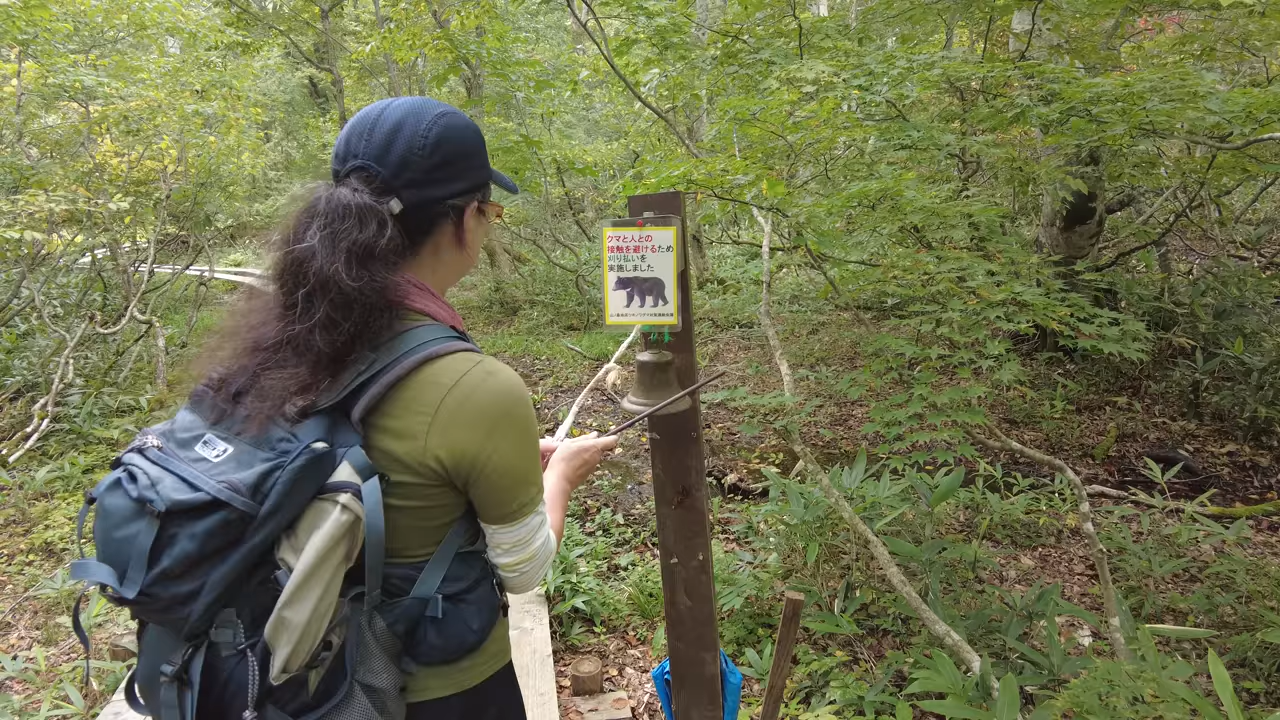 クマと人との
接触を避けるため
刈り払いを
実施しました